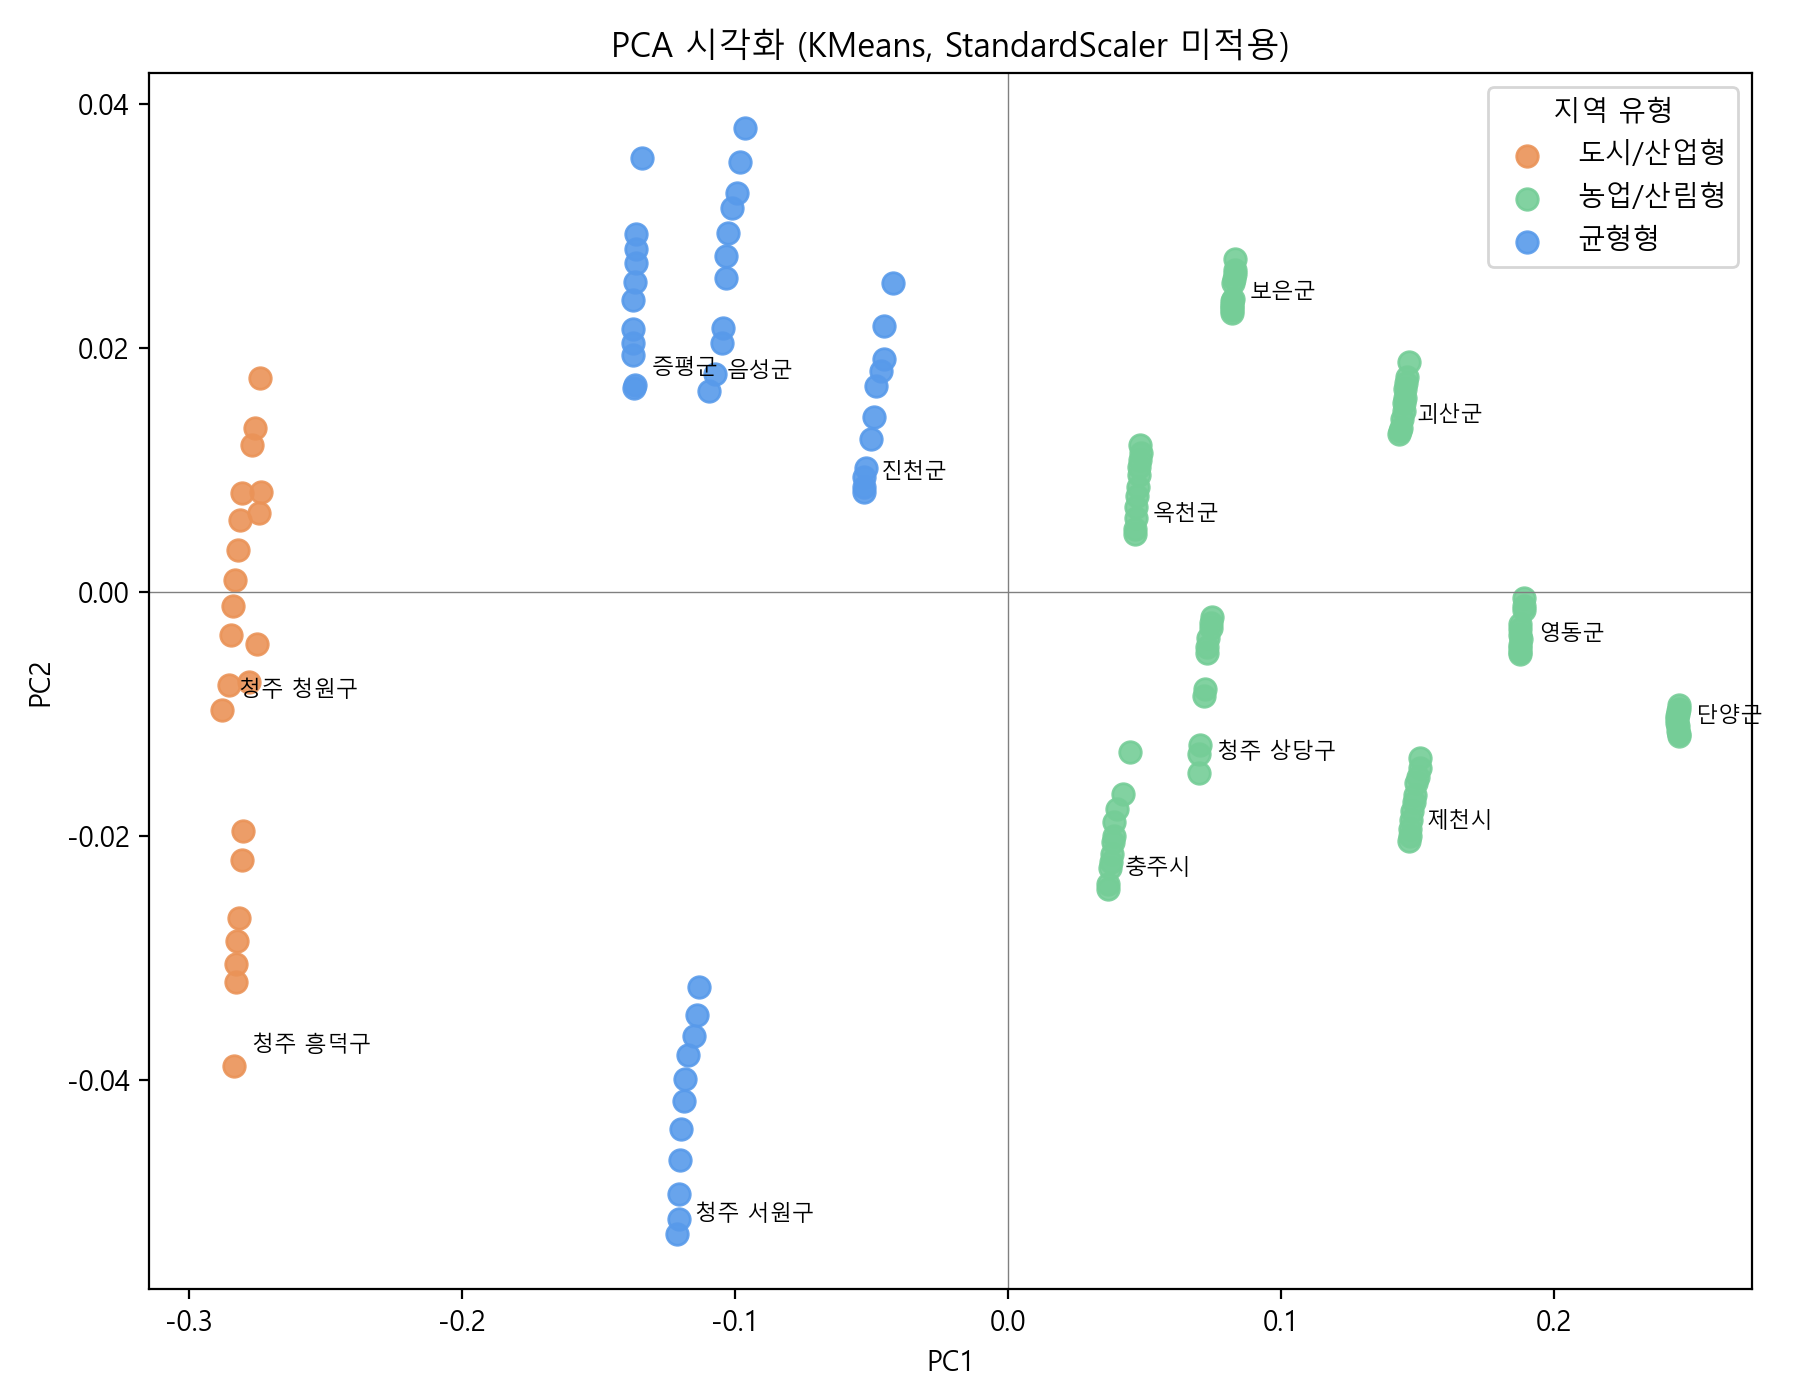 PCA 시각화 (KMeans, StandardScaler 미적용)
지역 유형
도시/산업형
농업/산림형
균형형
PC2
0.04
0.02
0.00
-0.02
-0.04
보은군
증평군
음성군
괴산군
진천군
옥천군
영동군
청주 청원구
단양군
청주 상당구
제천시
충주시
청주 흥덕구
청주 서원구
-0.3
-0.2
-0.1
0.0
0.1
0.2
PC1